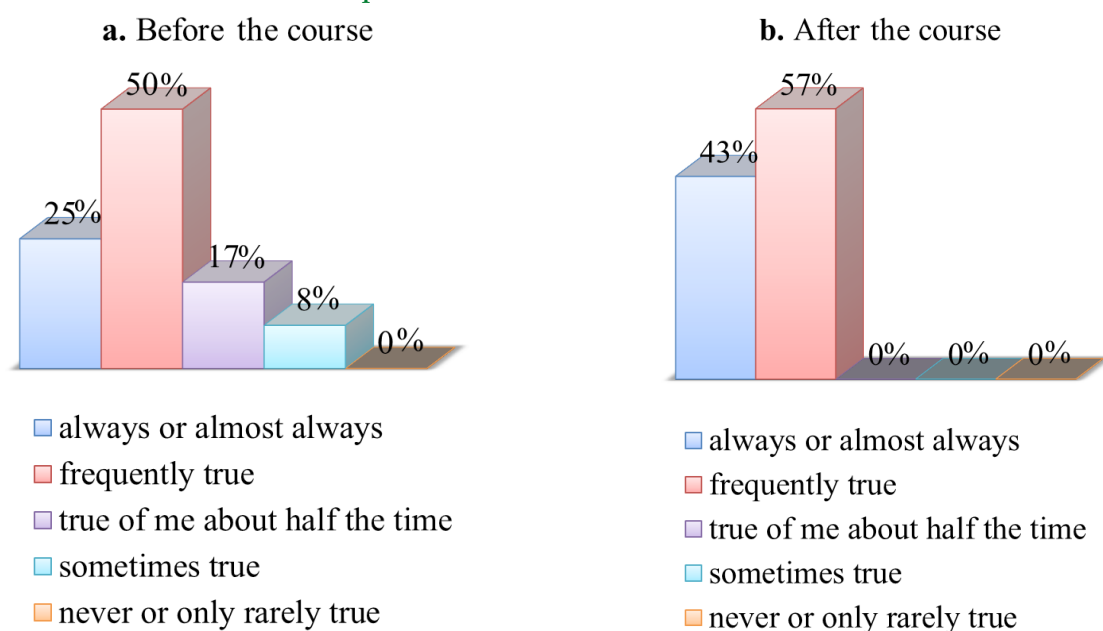 a. Before the course
50%
25%
17%
8%
0%
always or almost always
frequently true
true of me about half the time
sometimes true
never or only rarely true
b. After the course
57%
43%
0%
0%
0%
always or almost always
frequently true
true of me about half the time
sometimes true
never or only rarely true